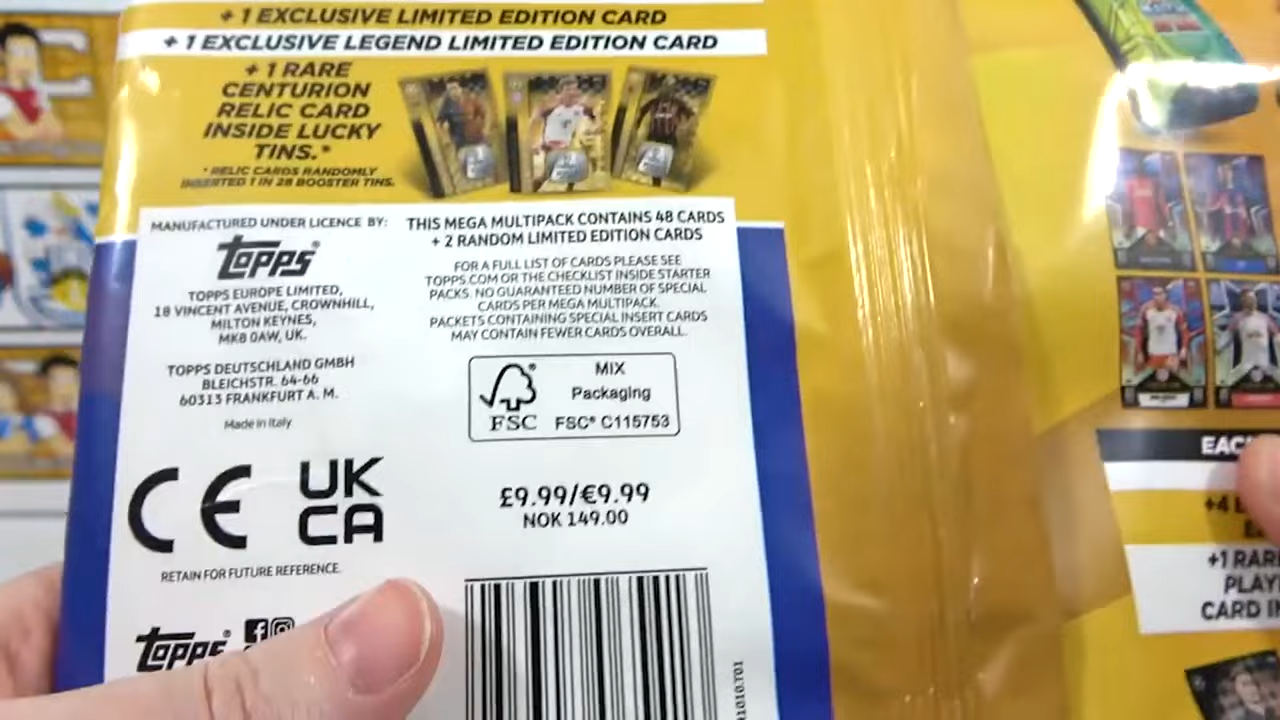 + 1 EXCLUSIVE LIMITED EDITION CARD
+ 1 EXCLUSIVE LEGEND LIMITED EDITION CARD
+ 1 RARE
CENTURION
RELIC CARD
INSIDE LUCKY
TINS.*
* RELIC CARDS RANDOMLY
INSERTED 1 IN 28 BOOSTER TINS.
MANUFACTURED UNDER LICENCE BY:
Topps®
TOPPS EUROPE LIMITED,
18 VINCENT AVENUE, CROWNHILL,
MILTON KEYNES,
MK8 0AW, UK.
TOPPS DEUTSCHLAND GMBH
BLEICHSTR. 64-66
60313 FRANKFURT A. M.
Made in Italy
CE
UK
CA
RETAIN FOR FUTURE REFERENCE.
Topps®
THIS MEGA MULTIPACK CONTAINS 48 CARDS
+ 2 RANDOM LIMITED EDITION CARDS
FOR A FULL LIST OF CARDS PLEASE SEE
TOPPS.COM OR THE CHECKLIST INSIDE STARTER
PACKS. NO GUARANTEED NUMBER OF SPECIAL
CARDS PER MEGA MULTIPACK.
PACKETS CONTAINING SPECIAL INSERT CARDS
MAY CONTAIN FEWER CARDS OVERALL.
FSC
MIX
Packaging
FSC® C115753
£9.99/€9.99
NOK 149.00
EAC
+4
+1 RAR
PLAY
CARD IN